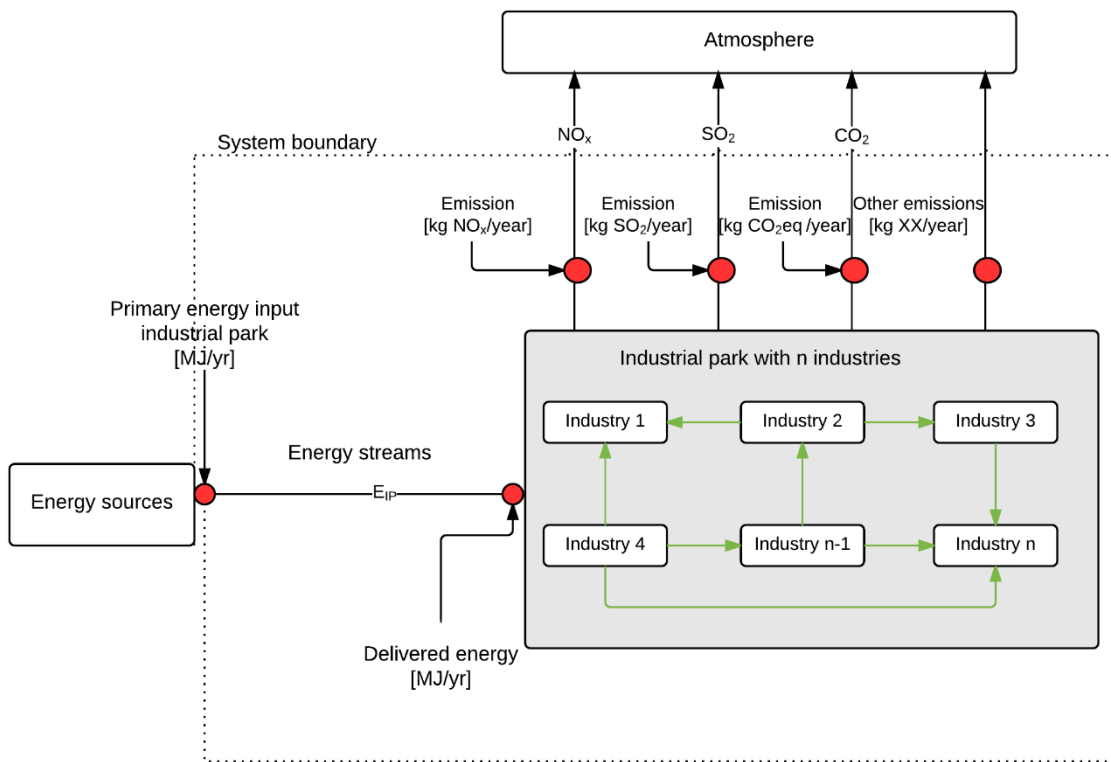 Atmosphere
NOₓ
SO₂
CO₂
System boundary
Emission
[kg NOₓ/year]
Emission
[kg SO₂/year]
Emission
[kg CO₂eq /year]
Other emissions
[kg XX/year]
Primary energy input
industrial park
[MJ/yr]
Industrial park with n industries
Industry 1
Industry 2
Industry 3
Energy streams
Energy sources
E_IP
Industry 4
Industry n-1
Industry n
Delivered energy
[MJ/yr]